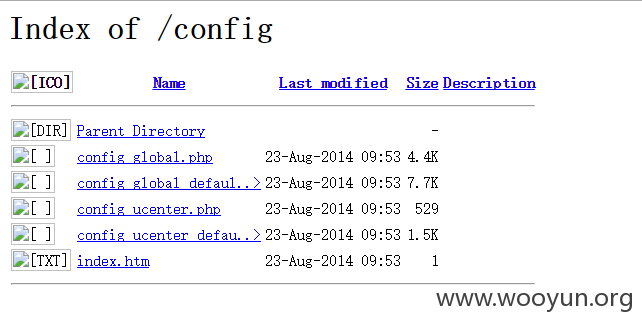 Index of /config
[ICO] Name Last modified Size Description
[DIR] Parent Directory -
[ ] config_global.php 23-Aug-2014 09:53 4.4K
[ ] config_global_defaul..> 23-Aug-2014 09:53 7.7K
[ ] config_ucenter.php 23-Aug-2014 09:53 529
[ ] config_ucenter_defau..> 23-Aug-2014 09:53 1.5K
[TXT] index.htm 23-Aug-2014 09:53 1
www.wooyun.org